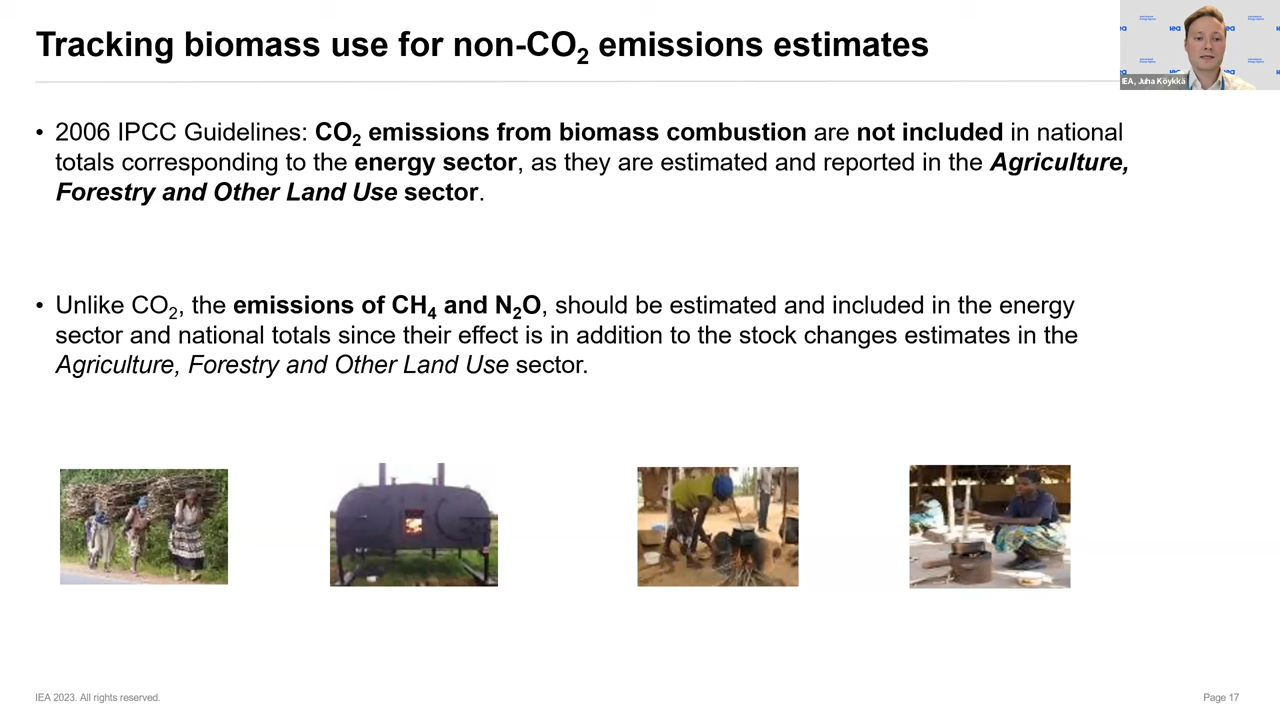 Tracking biomass use for non-CO₂ emissions estimates
iea
iea
iea
iea
IEA, Juha Köykkä
• 2006 IPCC Guidelines: CO₂ emissions from biomass combustion are not included in national
totals corresponding to the energy sector, as they are estimated and reported in the Agriculture,
Forestry and Other Land Use sector.
• Unlike CO₂, the emissions of CH₄ and N₂O, should be estimated and included in the energy
sector and national totals since their effect is in addition to the stock changes estimates in the
Agriculture, Forestry and Other Land Use sector.
IEA 2023. All rights reserved.
Page 17